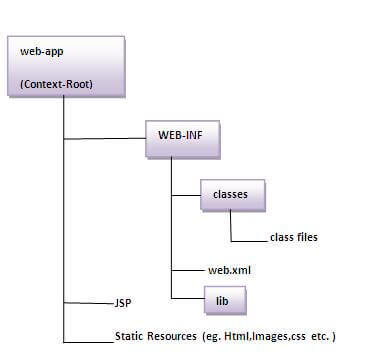 web-app
(Context-Root)
WEB-INF
classes
class files
web.xml
lib
JSP
Static Resources (eg. Html,Images,css etc. )